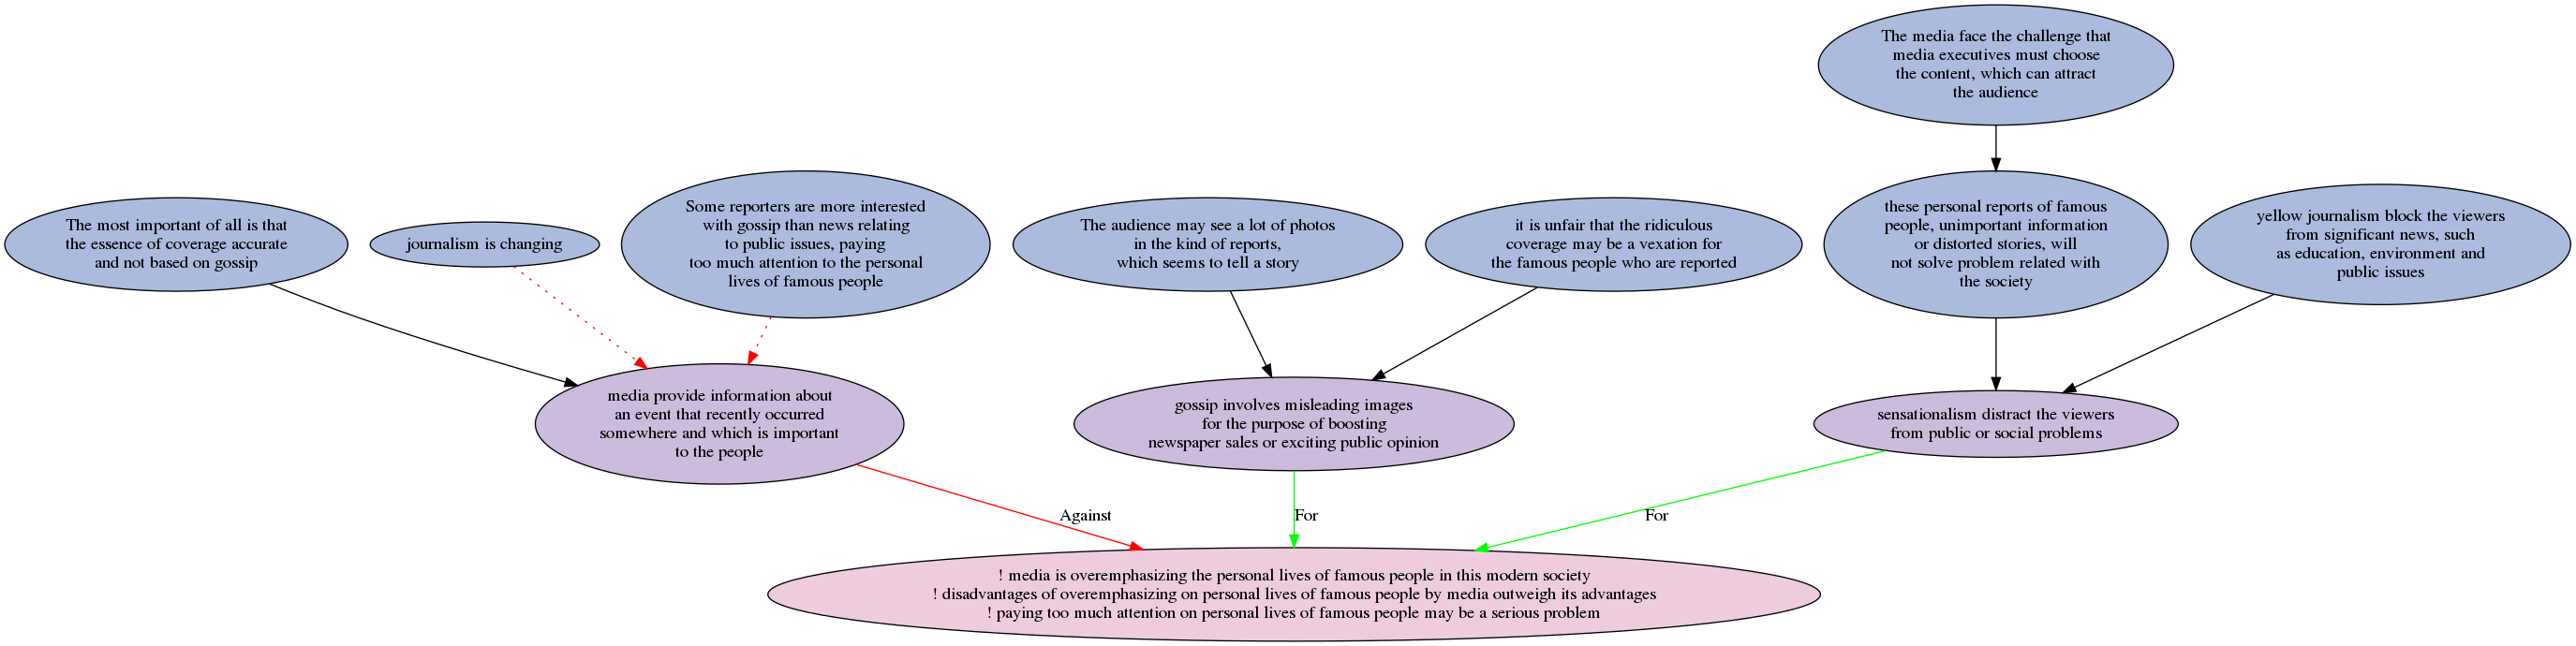 The media face the challenge that
media executives must choose
the content, which can attract
the audience
The most important of all is that
the essence of coverage accurate
and not based on gossip
journalism is changing
Some reporters are more interested
with gossip than news relating
to public issues, paying
too much attention to the personal
lives of famous people
The audience may see a lot of photos
in the kind of reports,
which seems to tell a story
it is unfair that the ridiculous
coverage may be a vexation for
the famous people who are reported
these personal reports of famous
people, unimportant information
or distorted stories, will
not solve problem related with
the society
yellow journalism block the viewers
from significant news, such
as education, environment and
public issues
media provide information about
an event that recently occurred
somewhere and which is important
to the people
gossip involves misleading images
for the purpose of boosting
newspaper sales or exciting public opinion
sensationalism distract the viewers
from public or social problems
Against
For
For
! media is overemphasizing the personal lives of famous people in this modern society
! disadvantages of overemphasizing on personal lives of famous people by media outweigh its advantages
! paying too much attention on personal lives of famous people may be a serious problem